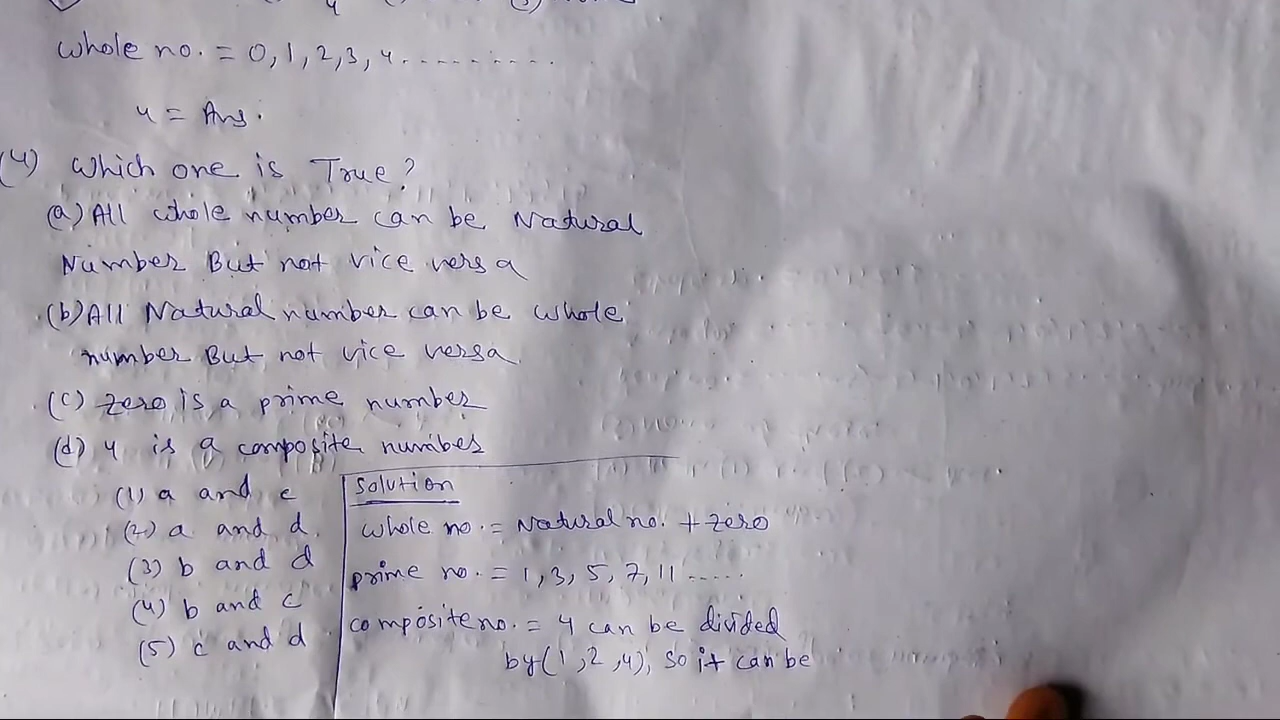 4
Whole no. = 0, 1, 2, 3, 4..........
4 = Ans.
(4) Which one is True?
(a) All whole number can be Natural
Number But not vice versa
(b) All Natural number can be whole
number But not vice versa
(c) zero is a prime number
(d) 4 is a composite number
(1) a and c
(2) a and d
(3) b and d
(4) b and c
(5) c and d
Solution
Whole no. = Natural no. + zero
prime no. = 1, 3, 5, 7, 11 .....
composite no. = 4 can be divided
by (1, 2, 4), so it can be